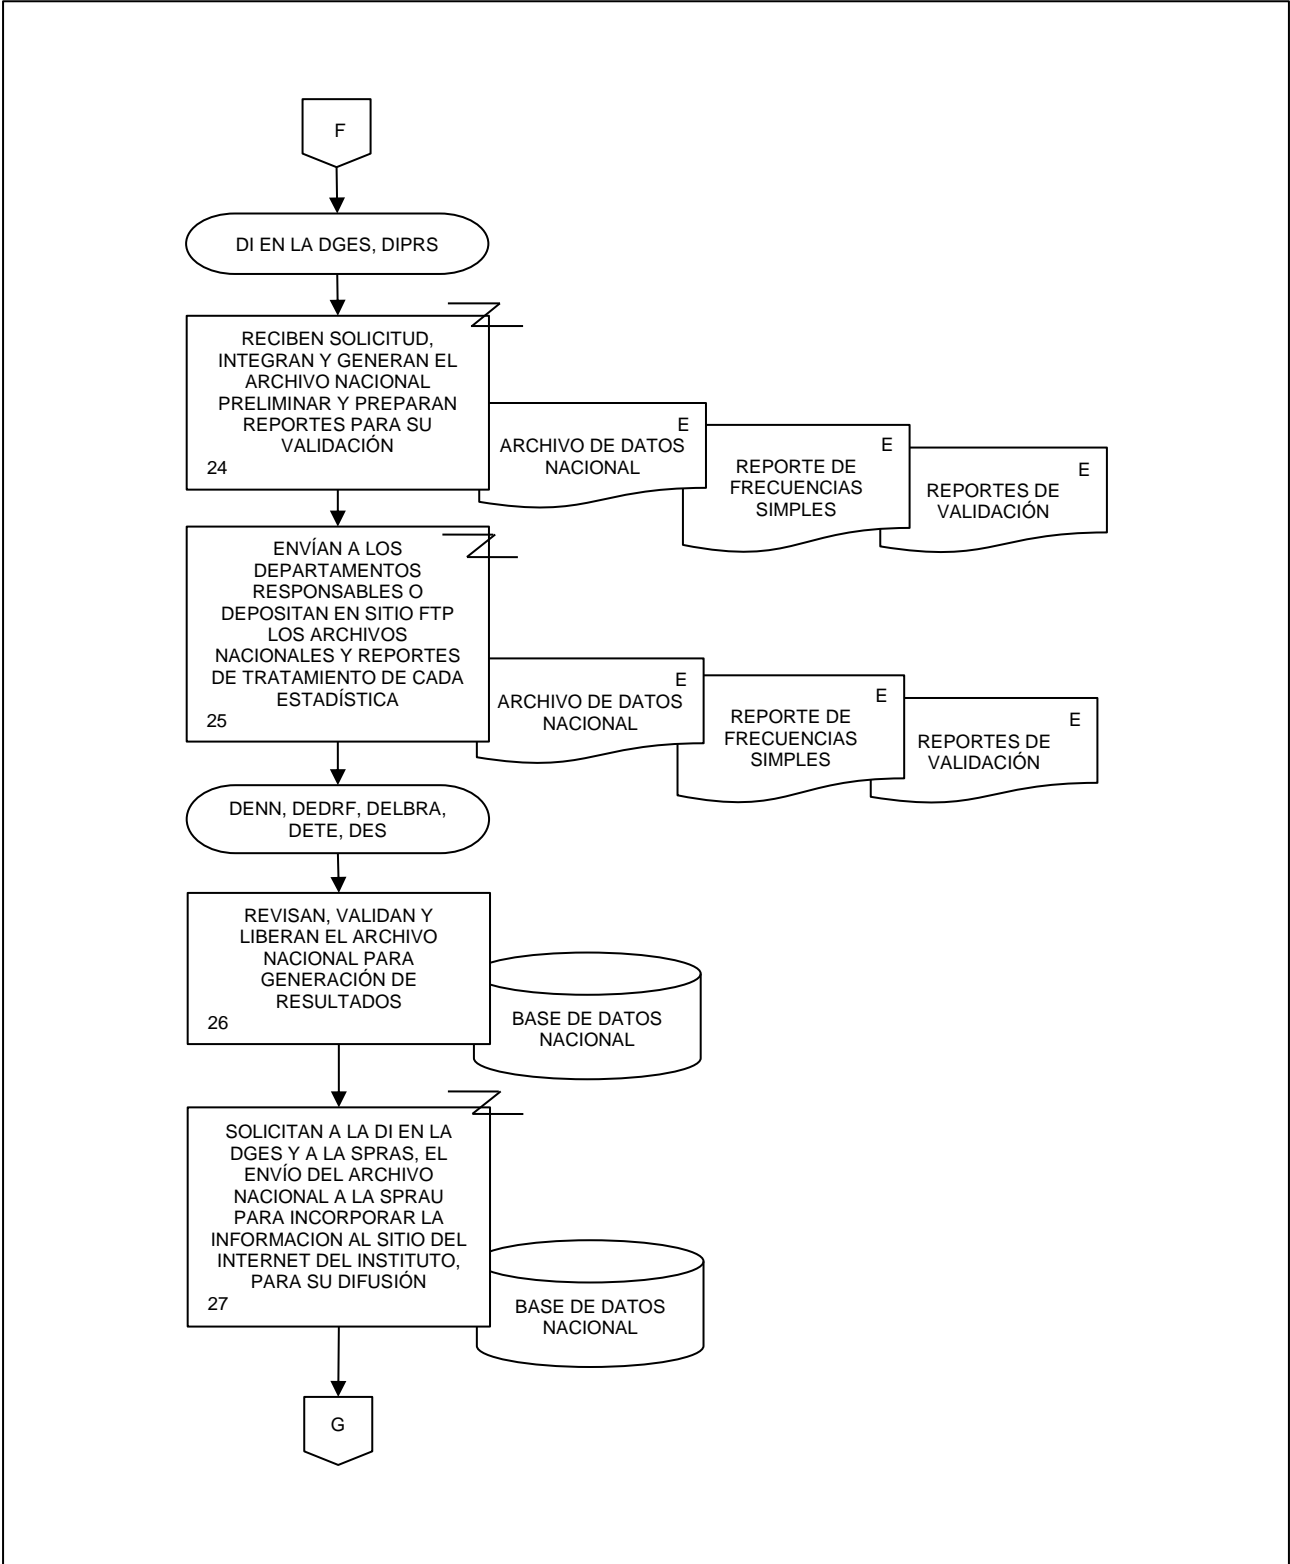 F
DI EN LA DGES, DIPRS
RECIBEN SOLICITUD,
INTEGRAN Y GENERAN EL
ARCHIVO NACIONAL
PRELIMINAR Y PREPARAN
REPORTES PARA SU
VALIDACIÓN
24
E
ARCHIVO DE DATOS
NACIONAL
E
REPORTE DE
FRECUENCIAS
SIMPLES
E
REPORTES DE
VALIDACIÓN
ENVÍAN A LOS
DEPARTAMENTOS
RESPONSABLES O
DEPOSITAN EN SITIO FTP
LOS ARCHIVOS
NACIONALES Y REPORTES
DE TRATAMIENTO DE CADA
ESTADÍSTICA
25
E
ARCHIVO DE DATOS
NACIONAL
E
REPORTE DE
FRECUENCIAS
SIMPLES
E
REPORTES DE
VALIDACIÓN
DENN, DEDRF, DELBRA,
DETE, DES
REVISAN, VALIDAN Y
LIBERAN EL ARCHIVO
NACIONAL PARA
GENERACIÓN DE
RESULTADOS
26
BASE DE DATOS
NACIONAL
SOLICITAN A LA DI EN LA
DGES Y A LA SPRAS, EL
ENVÍO DEL ARCHIVO
NACIONAL A LA SPRAU
PARA INCORPORAR LA
INFORMACION AL SITIO DEL
INTERNET DEL INSTITUTO,
PARA SU DIFUSIÓN
27
BASE DE DATOS
NACIONAL
G